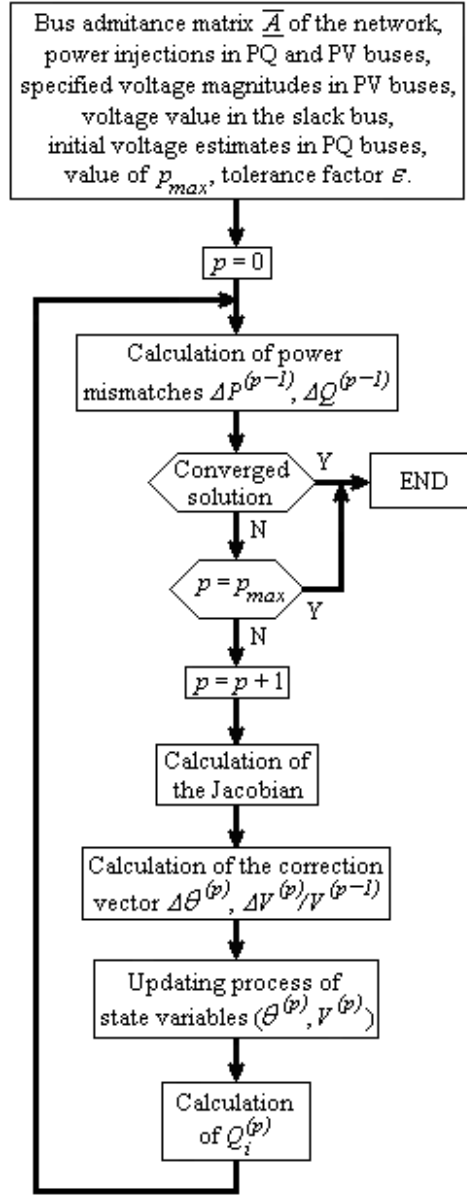 Bus admitance matrix A of the network,
power injections in PQ and PV buses,
specified voltage magnitudes in PV buses,
voltage value in the slack bus,
initial voltage estimates in PQ buses,
value of p_max, tolerance factor ε.
p = 0
Calculation of power
mismatches ΔP^(p−1), ΔQ^(p−1)
Converged
solution
Y
END
N
p = p_max
Y
N
p = p + 1
Calculation of
the Jacobian
Calculation of the correction
vector Δθ^(p), ΔV^(p)/V^(p−1)
Updating process of
state variables (θ^(p), V^(p))
Calculation
of Q_i^(p)